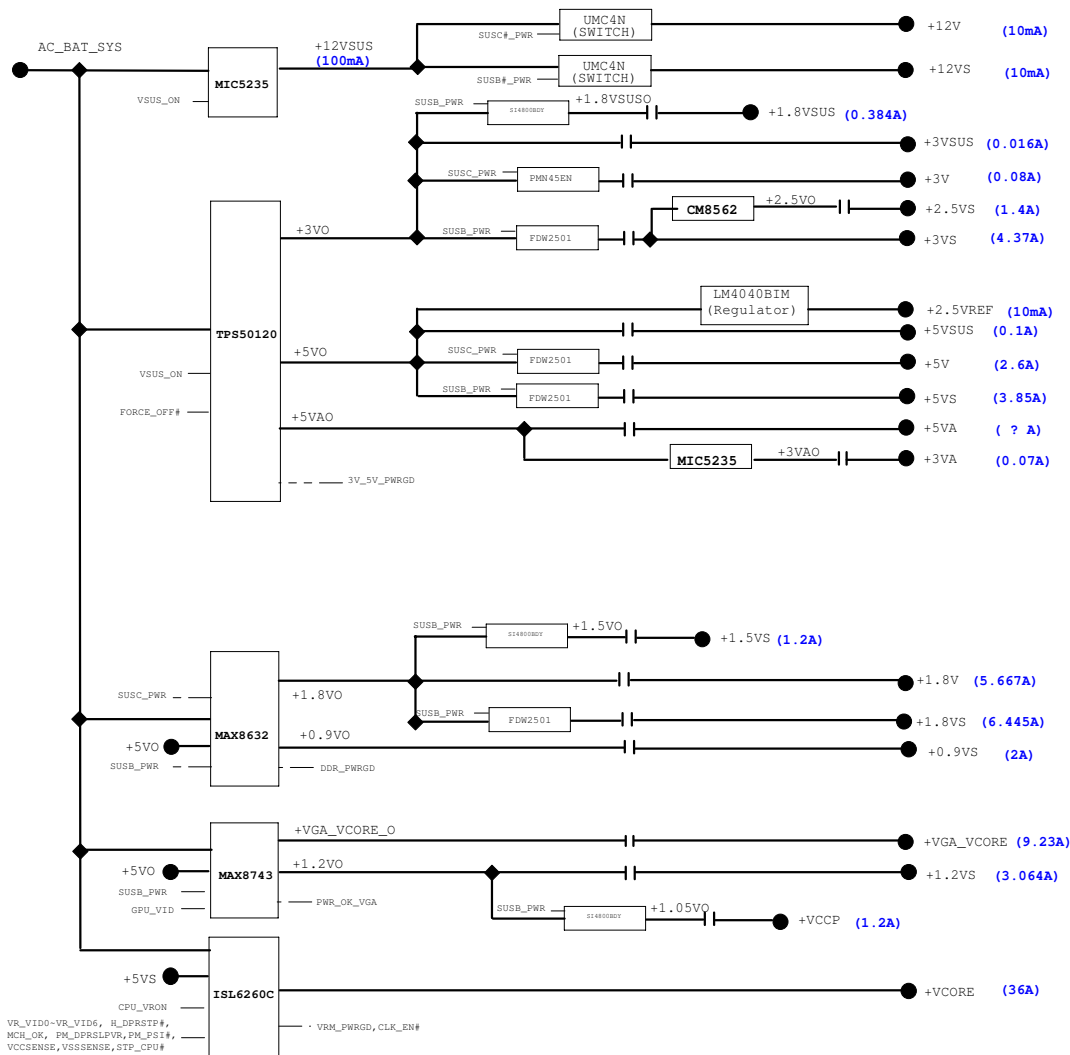 UMC4N
(SWITCH)
+12V
(10mA)
SUSC#_PWR
AC_BAT_SYS
+12VSUS
(100mA)
UMC4N
(SWITCH)
+12VS
(10mA)
SUSB#_PWR
MIC5235
VSUS_ON
SUSB_PWR
SI4800BDY
+1.8VSUSO
+1.8VSUS
(0.384A)
+3VSUS
(0.016A)
SUSC_PWR
PMN45EN
+3V
(0.08A)
CM8562
+2.5VO
+2.5VS
(1.4A)
+3VO
SUSB_PWR
FDW2501
+3VS
(4.37A)
LM4040BIM
(Regulator)
+2.5VREF
(10mA)
TPS50120
+5VSUS
(0.1A)
+5VO
SUSC_PWR
FDW2501
+5V
(2.6A)
VSUS_ON
SUSB_PWR
FDW2501
+5VS
(3.85A)
FORCE_OFF#
+5VAO
+5VA
( ? A)
MIC5235
+3VAO
+3VA
(0.07A)
3V_5V_PWRGD
SUSB_PWR
SI4800BDY
+1.5VO
+1.5VS
(1.2A)
SUSC_PWR
+1.8VO
+1.8V
(5.667A)
SUSB_PWR
FDW2501
+1.8VS
(6.445A)
MAX8632
+5VO
+0.9VO
+0.9VS
(2A)
SUSB_PWR
DDR_PWRGD
+VGA_VCORE_O
+VGA_VCORE
(9.23A)
+5VO
MAX8743
+1.2VO
+1.2VS
(3.064A)
SUSB_PWR
GPU_VID
PWR_OK_VGA
SUSB_PWR
SI4800BDY
+1.05VO
+VCCP
(1.2A)
+5VS
ISL6260C
+VCORE
(36A)
CPU_VRON
VR_VID0~VR_VID6, H_DPRSTP#,
MCH_OK, PM_DPRSLPVR,PM_PSI#,
VCCSENSE,VSSSENSE,STP_CPU#
VRM_PWRGD,CLK_EN#